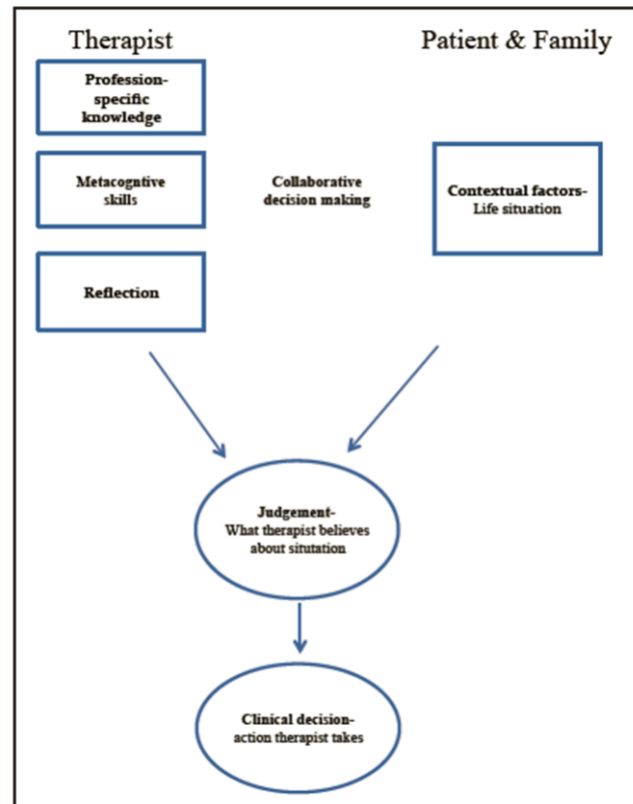 Therapist
Patient & Family
Profession-
specific
knowledge
Metacogntive
skills
Reflection
Collaborative
decision making
Contextual factors-
Life situation
Judgement-
What therapist believes
about situtation
Clinical decision-
action therapist takes